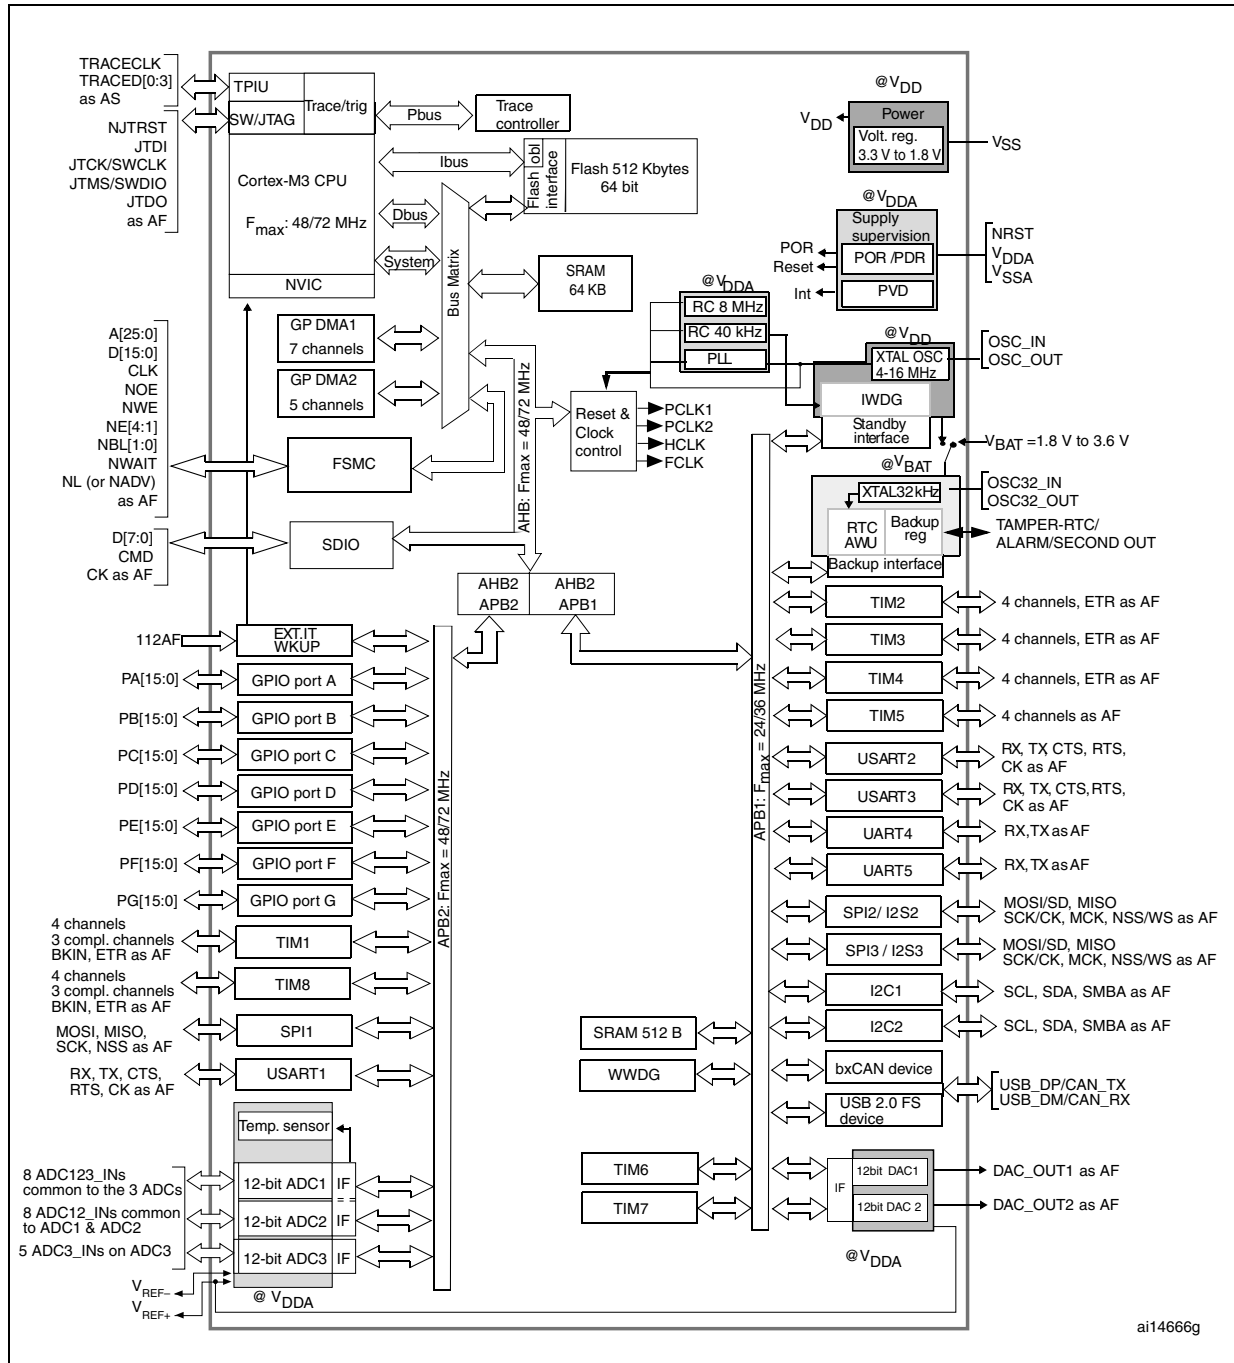 TRACECLK
TRACED[0:3]
as AS
NJTRST
JTDI
JTCK/SWCLK
JTMS/SWDIO
JTDO
as AF
TPIU
SW/JTAG
Trace/trig
Pbus
Trace
controller
Cortex-M3 CPU
Fmax: 48/72 MHz
NVIC
Ibus
Dbus
System
Flash obl
interface
Flash 512 Kbytes
64 bit
Bus Matrix
SRAM
64 KB
GP DMA1
7 channels
GP DMA2
5 channels
AHB: Fmax = 48/72 MHz
@VDD
VDD
Power
Volt. reg.
3.3 V to 1.8 V
VSS
@VDDA
Supply
supervision
POR /PDR
PVD
POR
Reset
Int
NRST
VDDA
VSSA
@VDDA
RC 8 MHz
RC 40 kHz
PLL
Reset &
Clock
control
PCLK1
PCLK2
HCLK
FCLK
@VDD
XTAL OSC
4-16 MHz
IWDG
Standby
interface
OSC_IN
OSC_OUT
VBAT =1.8 V to 3.6 V
@VBAT
XTAL32kHz
RTC
AWU
Backup
reg
Backup interface
OSC32_IN
OSC32_OUT
TAMPER-RTC/
ALARM/SECOND OUT
A[25:0]
D[15:0]
CLK
NOE
NWE
NE[4:1]
NBL[1:0]
NWAIT
NL (or NADV)
as AF
FSMC
D[7:0]
CMD
CK as AF
SDIO
AHB2
APB2
AHB2
APB1
112AF
EXT.IT
WKUP
PA[15:0]
GPIO port A
PB[15:0]
GPIO port B
PC[15:0]
GPIO port C
PD[15:0]
GPIO port D
PE[15:0]
GPIO port E
PF[15:0]
GPIO port F
PG[15:0]
GPIO port G
4 channels
3 compl. channels
BKIN, ETR as AF
TIM1
4 channels
3 compl. channels
BKIN, ETR as AF
TIM8
MOSI, MISO,
SCK, NSS as AF
SPI1
RX, TX, CTS,
RTS, CK as AF
USART1
APB2: Fmax = 48/72 MHz
Temp. sensor
8 ADC123_INs
common to the 3 ADCs
12-bit ADC1
IF
8 ADC12_INs common
to ADC1 & ADC2
12-bit ADC2
IF
5 ADC3_INs on ADC3
12-bit ADC3
IF
VREF–
VREF+
@ VDDA
APB1: Fmax = 24/36 MHz
TIM2
4 channels, ETR as AF
TIM3
4 channels, ETR as AF
TIM4
4 channels, ETR as AF
TIM5
4 channels as AF
USART2
RX, TX, CTS, RTS,
CK as AF
USART3
RX, TX, CTS, RTS,
CK as AF
UART4
RX,TX as AF
UART5
RX, TX as AF
SPI2/ I2S2
MOSI/SD, MISO
SCK/CK, MCK, NSS/WS as AF
SPI3 / I2S3
MOSI/SD, MISO
SCK/CK, MCK, NSS/WS as AF
I2C1
SCL, SDA, SMBA as AF
I2C2
SCL, SDA, SMBA as AF
SRAM 512 B
WWDG
bxCAN device
USB 2.0 FS
device
USB_DP/CAN_TX
USB_DM/CAN_RX
TIM6
TIM7
IF
12bit DAC1
12bit DAC 2
DAC_OUT1 as AF
DAC_OUT2 as AF
@VDDA
ai14666g